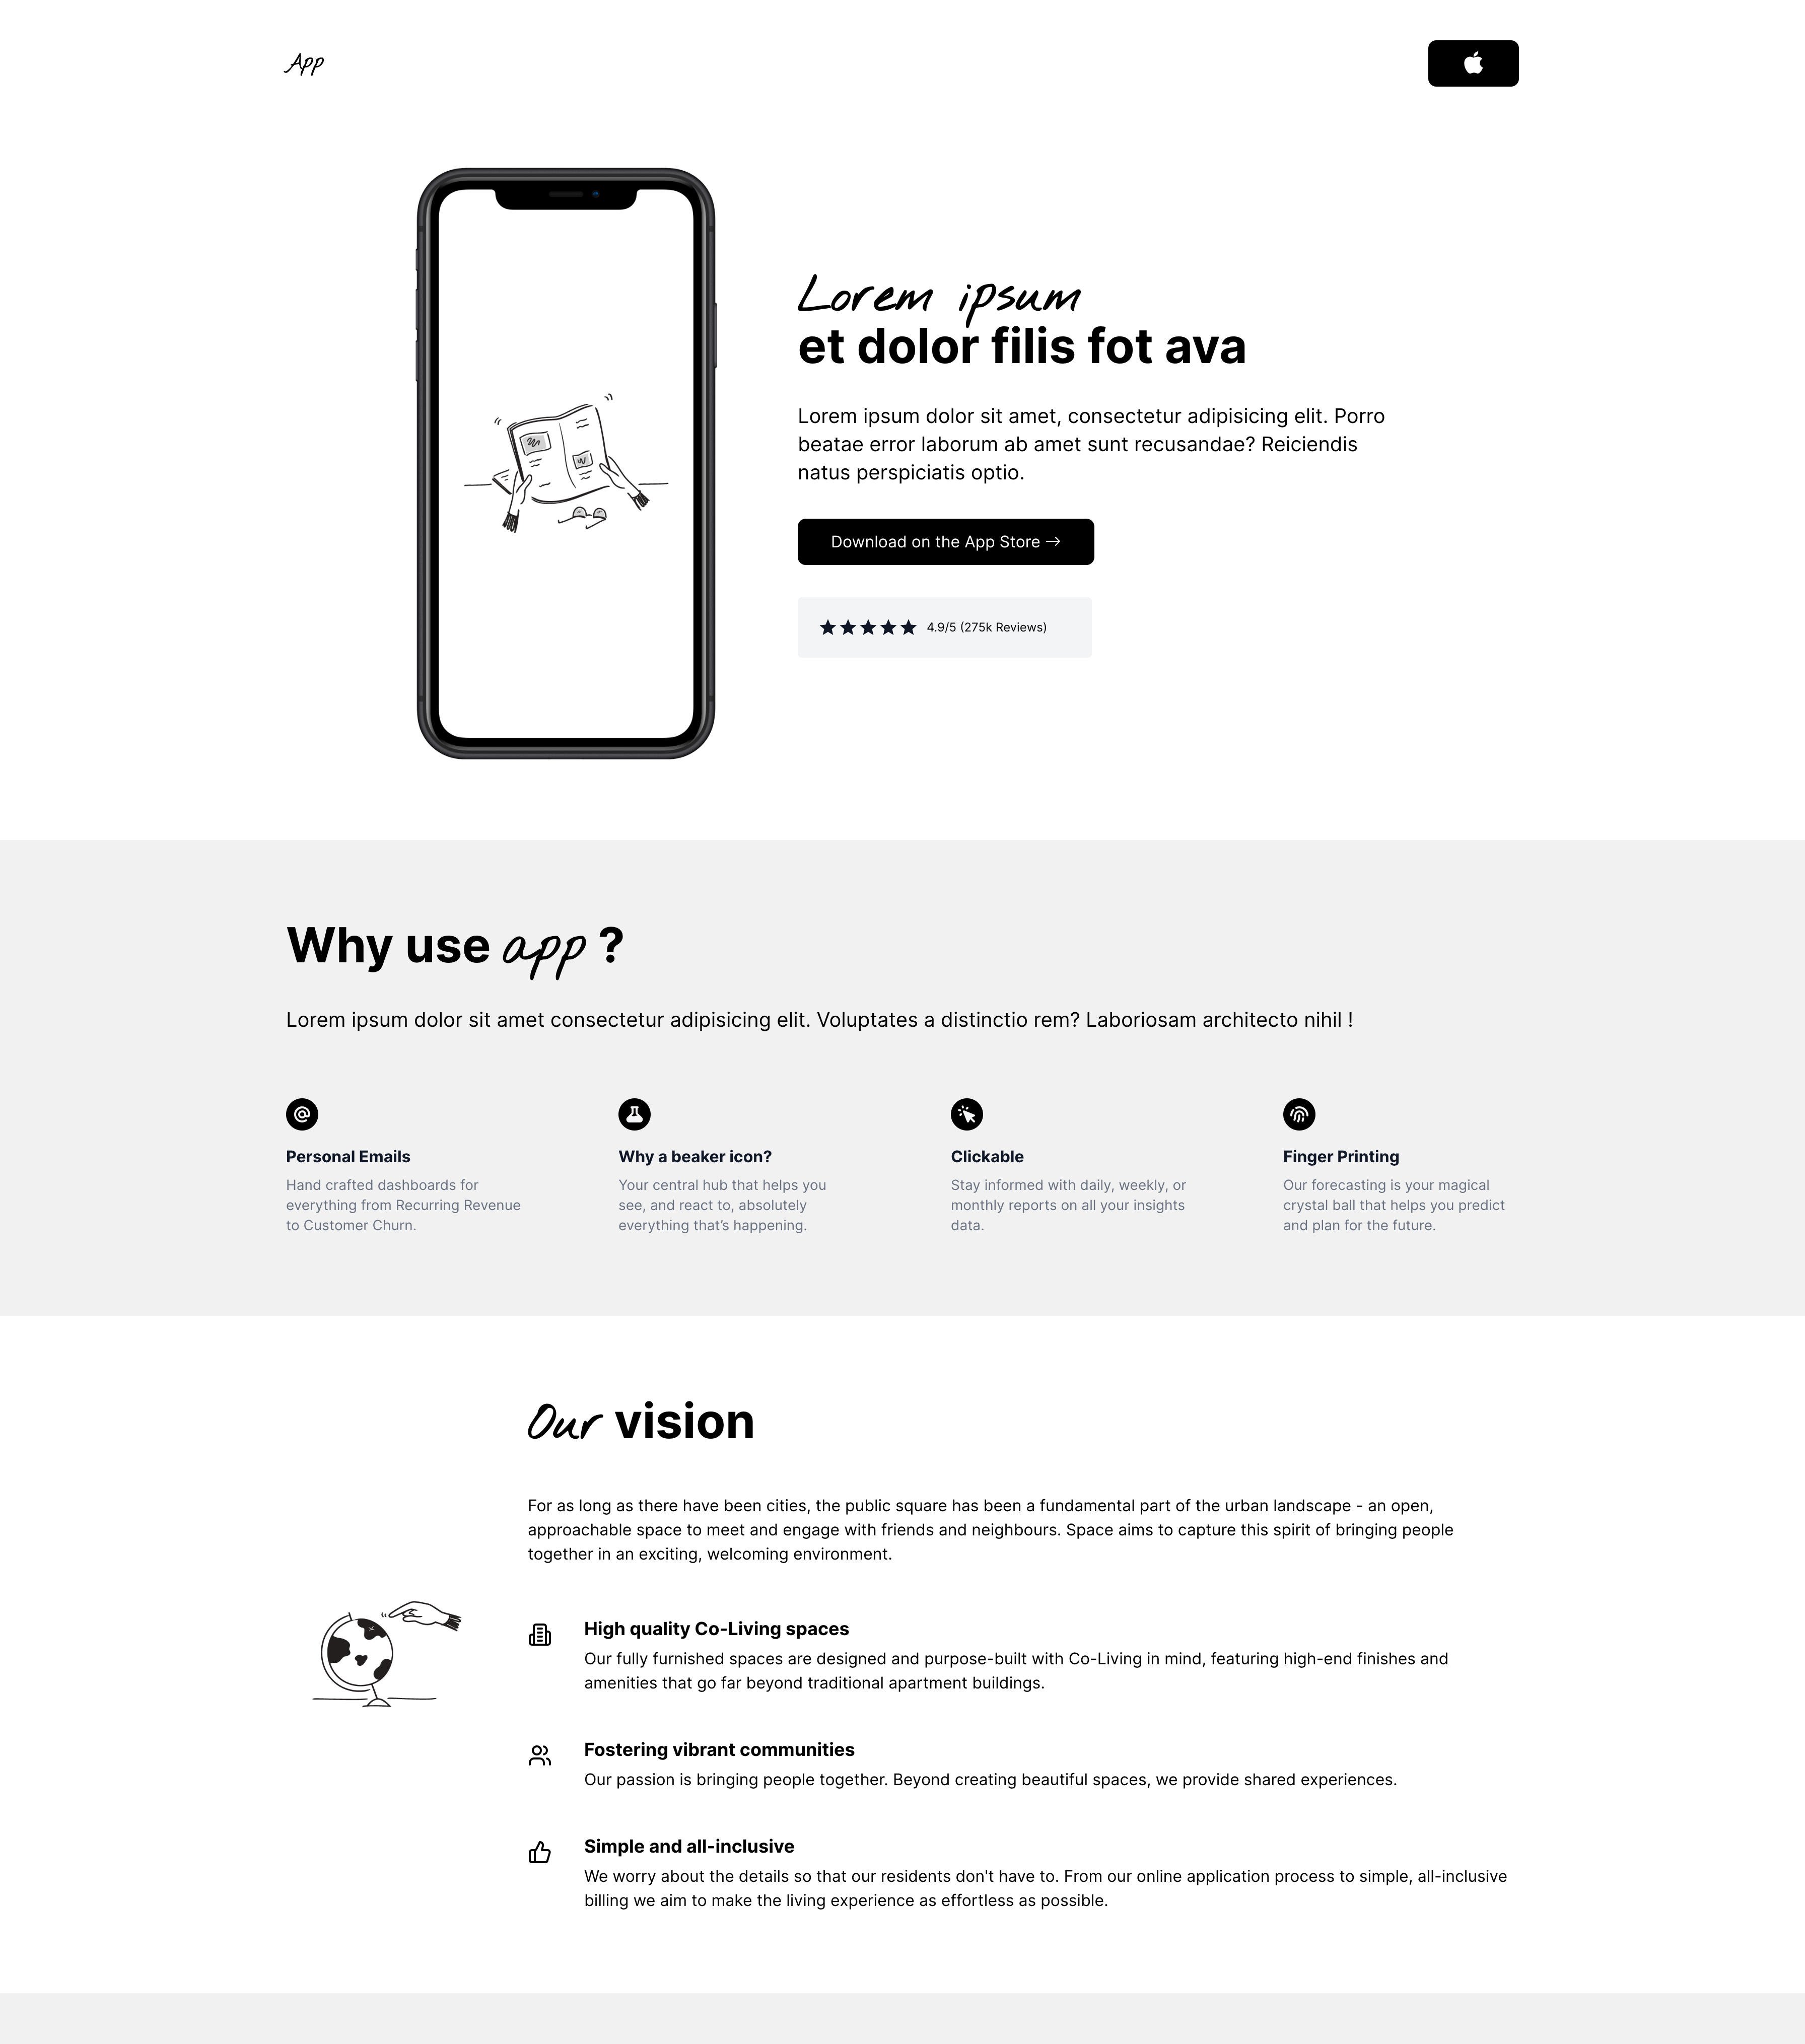 App
Lorem ipsum
et dolor filis fot ava
Lorem ipsum dolor sit amet, consectetur adipisicing elit. Porro
beatae error laborum ab amet sunt recusandae? Reiciendis
natus perspiciatis optio.
Download on the App Store →
4.9/5 (275k Reviews)
Why use app ?
Lorem ipsum dolor sit amet consectetur adipisicing elit. Voluptates a distinctio rem? Laboriosam architecto nihil !
Personal Emails
Hand crafted dashboards for
everything from Recurring Revenue
to Customer Churn.
Why a beaker icon?
Your central hub that helps you
see, and react to, absolutely
everything that’s happening.
Clickable
Stay informed with daily, weekly, or
monthly reports on all your insights
data.
Finger Printing
Our forecasting is your magical
crystal ball that helps you predict
and plan for the future.
Our vision
For as long as there have been cities, the public square has been a fundamental part of the urban landscape - an open,
approachable space to meet and engage with friends and neighbours. Space aims to capture this spirit of bringing people
together in an exciting, welcoming environment.
High quality Co-Living spaces
Our fully furnished spaces are designed and purpose-built with Co-Living in mind, featuring high-end finishes and
amenities that go far beyond traditional apartment buildings.
Fostering vibrant communities
Our passion is bringing people together. Beyond creating beautiful spaces, we provide shared experiences.
Simple and all-inclusive
We worry about the details so that our residents don't have to. From our online application process to simple, all-inclusive
billing we aim to make the living experience as effortless as possible.